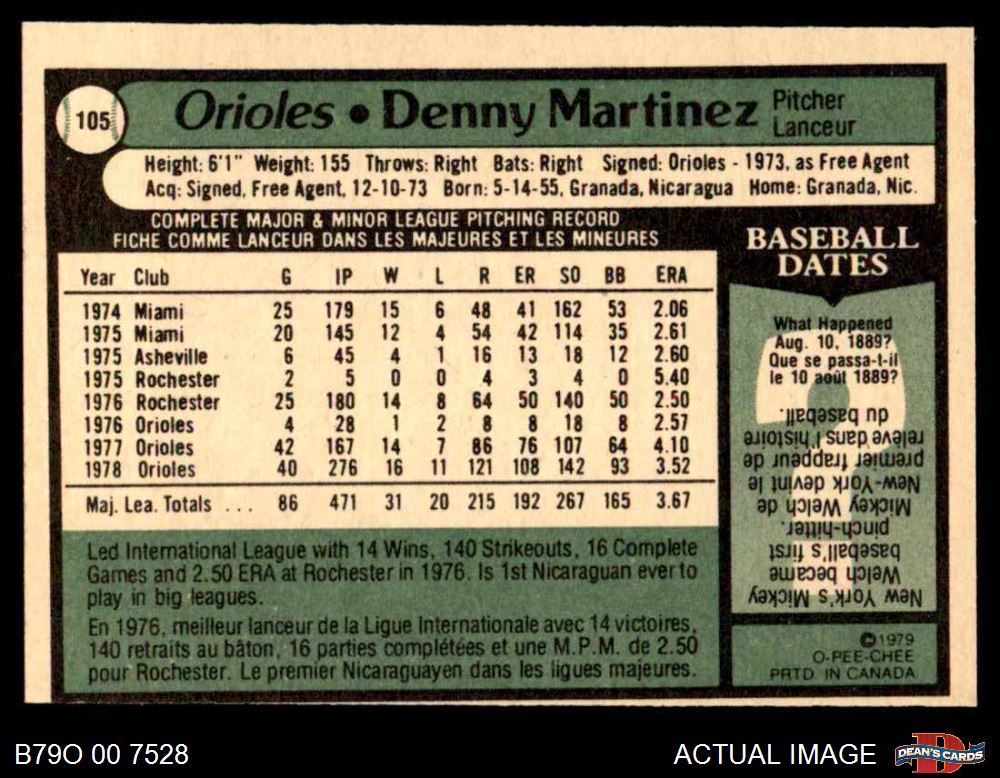 105
Orioles • Denny Martinez
Pitcher
Lanceur
Height: 6'1" Weight: 155 Throws: Right Bats: Right Signed: Orioles - 1973, as Free Agent
Acq: Signed, Free Agent, 12-10-73 Born: 5-14-55, Granada, Nicaragua Home: Granada, Nic.
COMPLETE MAJOR & MINOR LEAGUE PITCHING RECORD
FICHE COMME LANCEUR DANS LES MAJEURES ET LES MINEURES
Year Club G IP W L R ER SO BB ERA
1974 Miami 25 179 15 6 48 41 162 53 2.06
1975 Miami 20 145 12 4 54 42 114 35 2.61
1975 Asheville 6 45 4 1 16 13 18 12 2.60
1975 Rochester 2 5 0 0 4 3 4 0 5.40
1976 Rochester 25 180 14 8 64 50 140 50 2.50
1976 Orioles 4 28 1 2 8 8 18 8 2.57
1977 Orioles 42 167 14 7 86 76 107 64 4.10
1978 Orioles 40 276 16 11 121 108 142 93 3.52
Maj. Lea. Totals ... 86 471 31 20 215 192 267 165 3.67
Led International League with 14 Wins, 140 Strikeouts, 16 Complete
Games and 2.50 ERA at Rochester in 1976. Is 1st Nicaraguan ever to
play in big leagues.
En 1976, meilleur lanceur de la Ligue Internationale avec 14 victoires,
140 retraits au bâton, 16 parties complétées et une M.P.M. de 2.50
pour Rochester. Le premier Nicaraguayen dans les ligues majeures.
BASEBALL
DATES
What Happened
Aug. 10, 1889?
Que se passa-t-il
le 10 août 1889?
New York's Mickey
Welch became
baseball's first
pinch-hitter.
Mickey Welch de
New-York devint le
premier frappeur de
relève dans l'histoire
du baseball.
©1979
O-PEE-CHEE
PRTD. IN CANADA
B79O 00 7528
ACTUAL IMAGE
DEAN'S CARDS